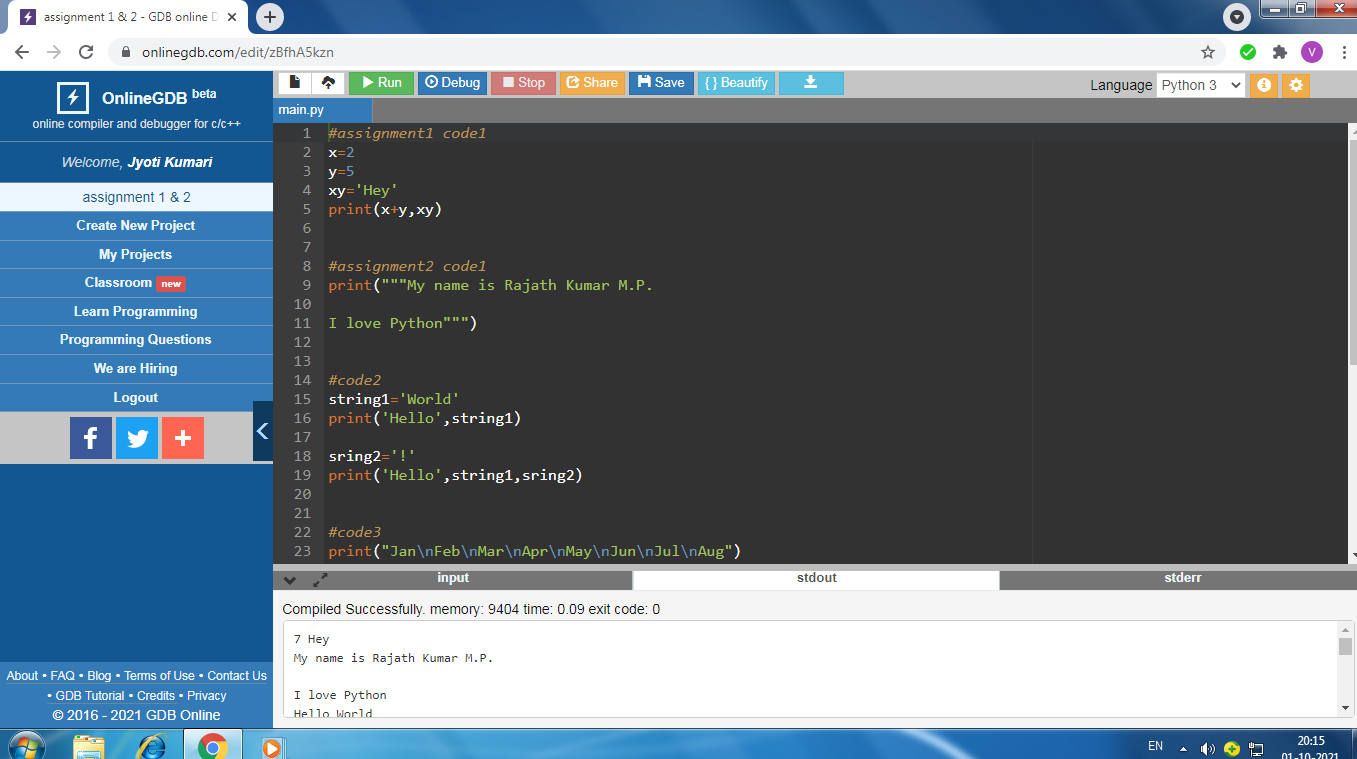 assignment 1 & 2 - GDB online D
onlinegdb.com/edit/zBfhA5kzn
V
OnlineGDB beta
online compiler and debugger for c/c++
Welcome, Jyoti Kumari
assignment 1 & 2
Create New Project
My Projects
Classroom new
Learn Programming
Programming Questions
We are Hiring
Logout
About • FAQ • Blog • Terms of Use • Contact Us
• GDB Tutorial • Credits • Privacy
© 2016 - 2021 GDB Online
Run Debug Stop Share Save { } Beautify
Language Python 3
main.py
1 #assignment1 code1
2 x=2
3 y=5
4 xy='Hey'
5 print(x+y,xy)
6
7
8 #assignment2 code1
9 print("""My name is Rajath Kumar M.P.
10
11 I love Python""")
12
13
14 #code2
15 string1='World'
16 print('Hello',string1)
17
18 sring2='!'
19 print('Hello',string1,sring2)
20
21
22 #code3
23 print("Jan\nFeb\nMar\nApr\nMay\nJun\nJul\nAug")
input stdout stderr
Compiled Successfully. memory: 9404 time: 0.09 exit code: 0
7 Hey
My name is Rajath Kumar M.P.
I love Python
Hello World
EN
20:15
01-10-2021